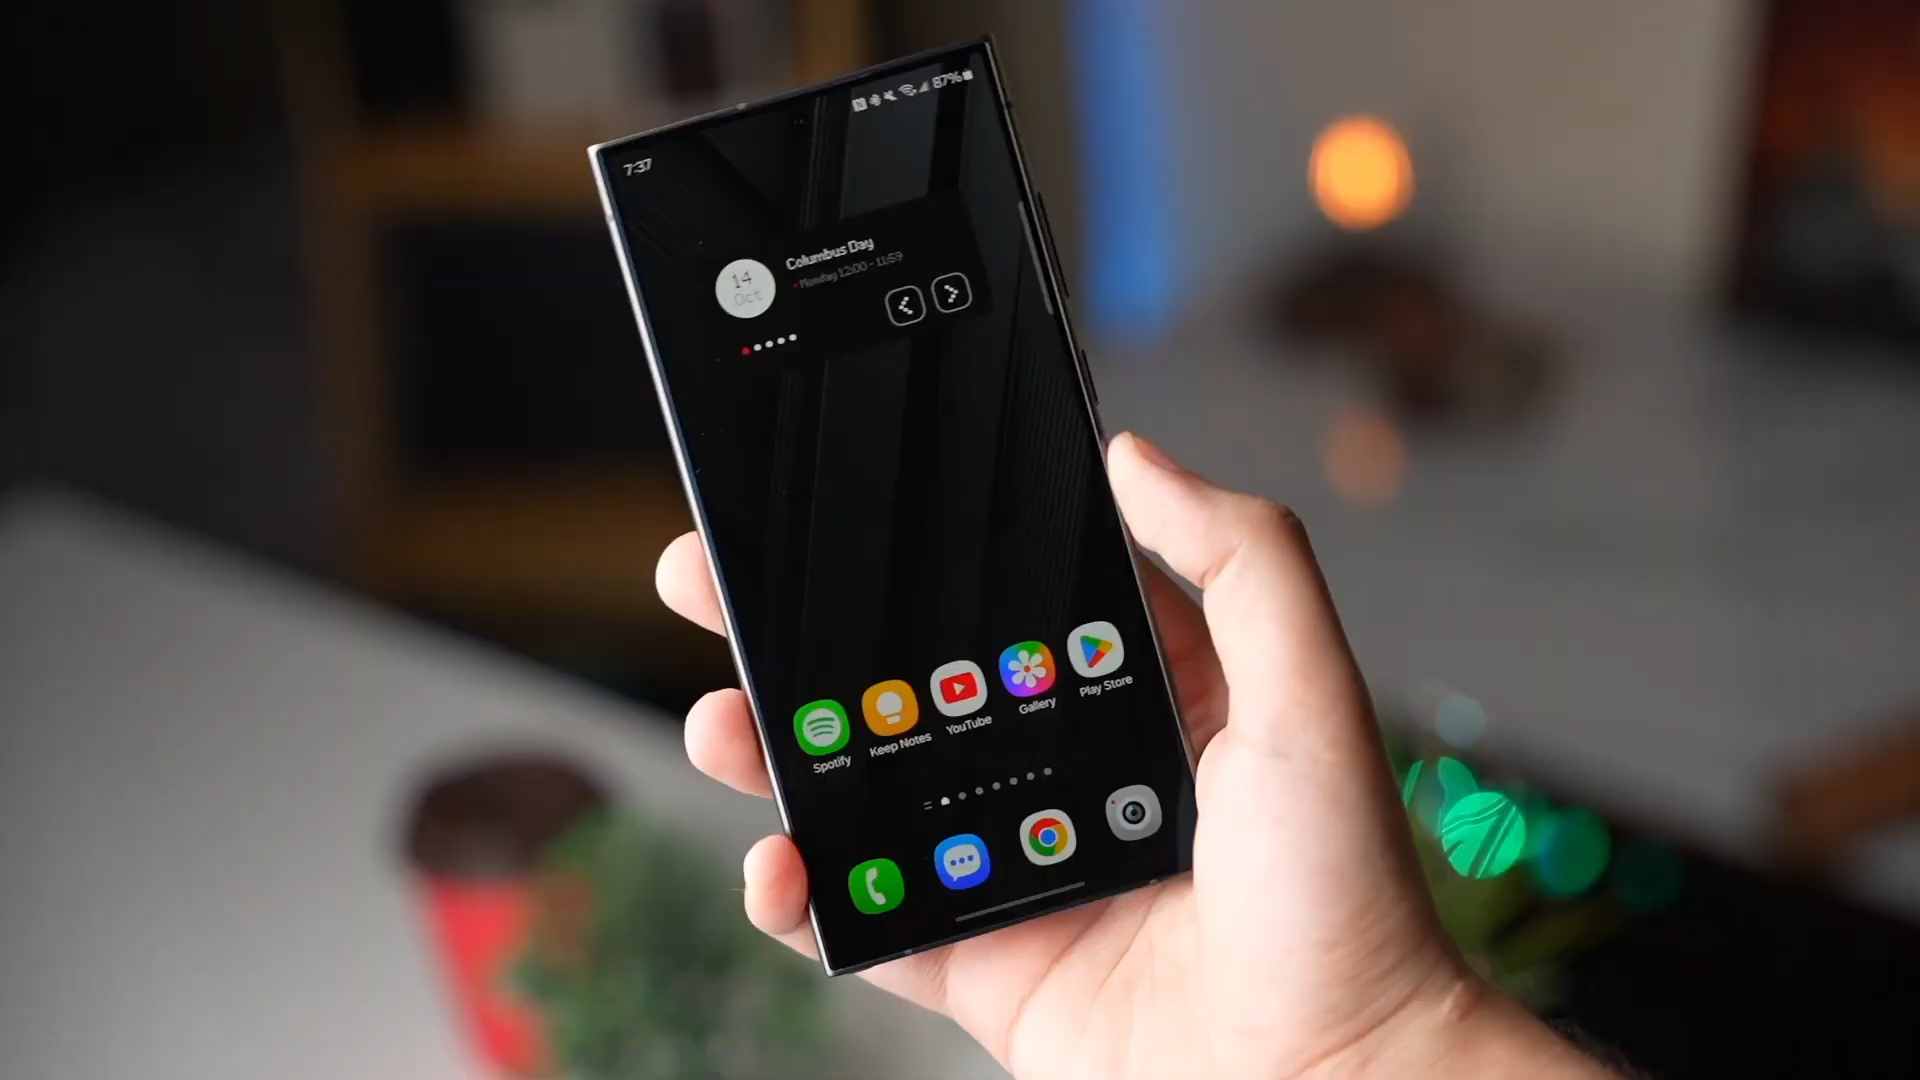 7:37
87%
14
Oct
Columbus Day
Monday 12:00 - 11:59
Spotify
Keep Notes
YouTube
Gallery
Play Store